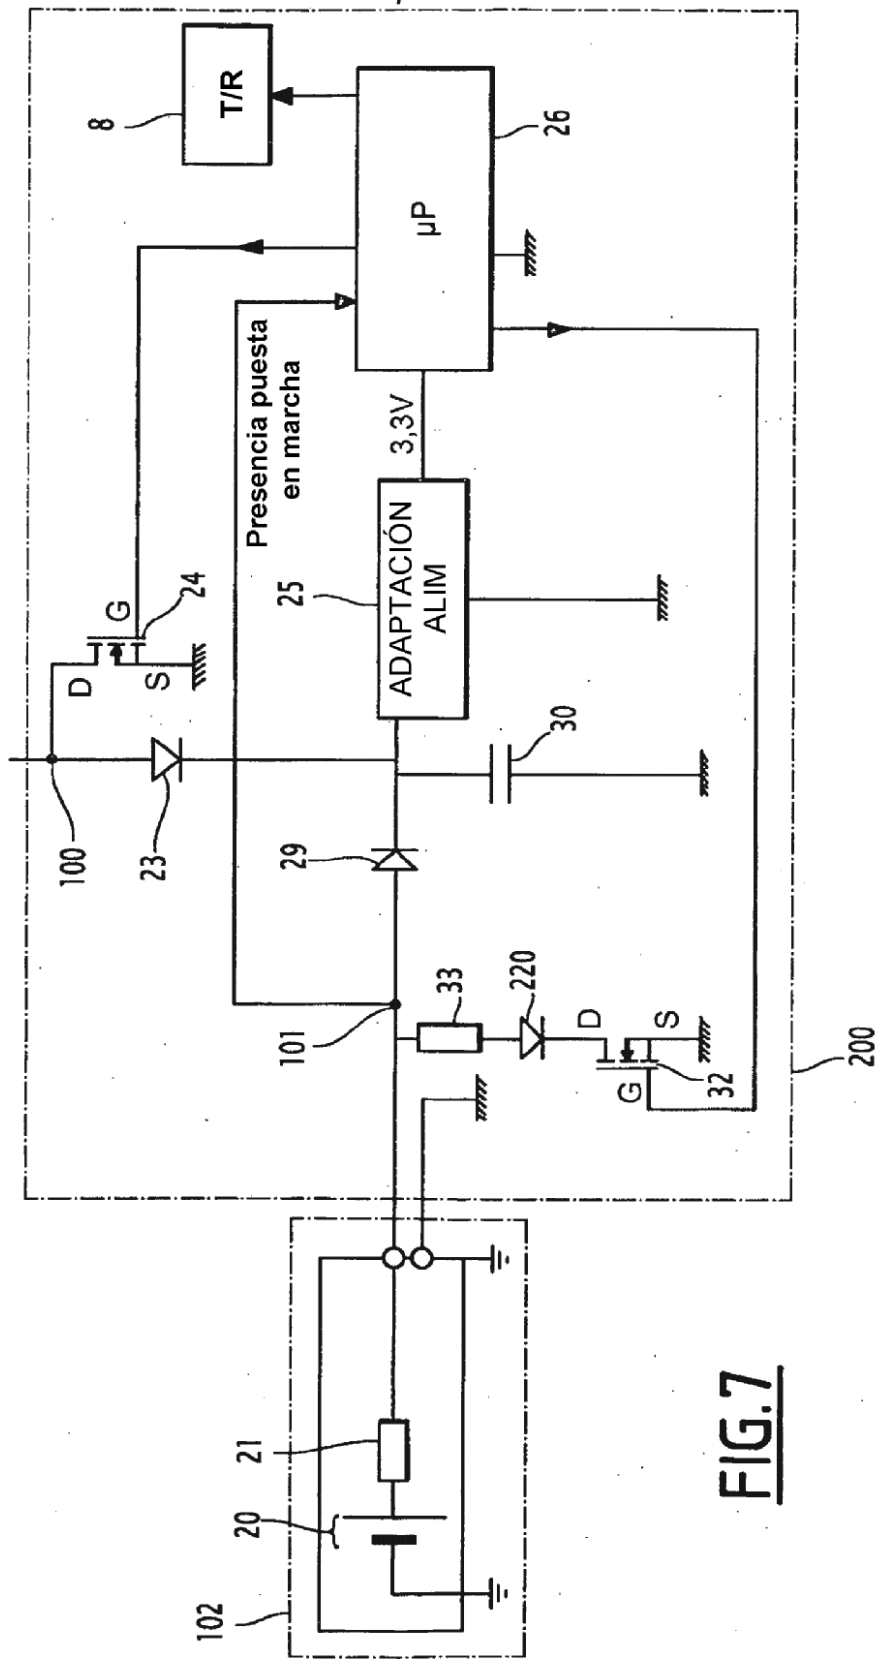 8
T/R
100
23
D
G
S
24
Presencia puesta
en marcha
µP
26
25
ADAPTACIÓN
ALIM
3,3V
29
30
101
33
220
D
G
S
32
200
102
20
21
FIG.7